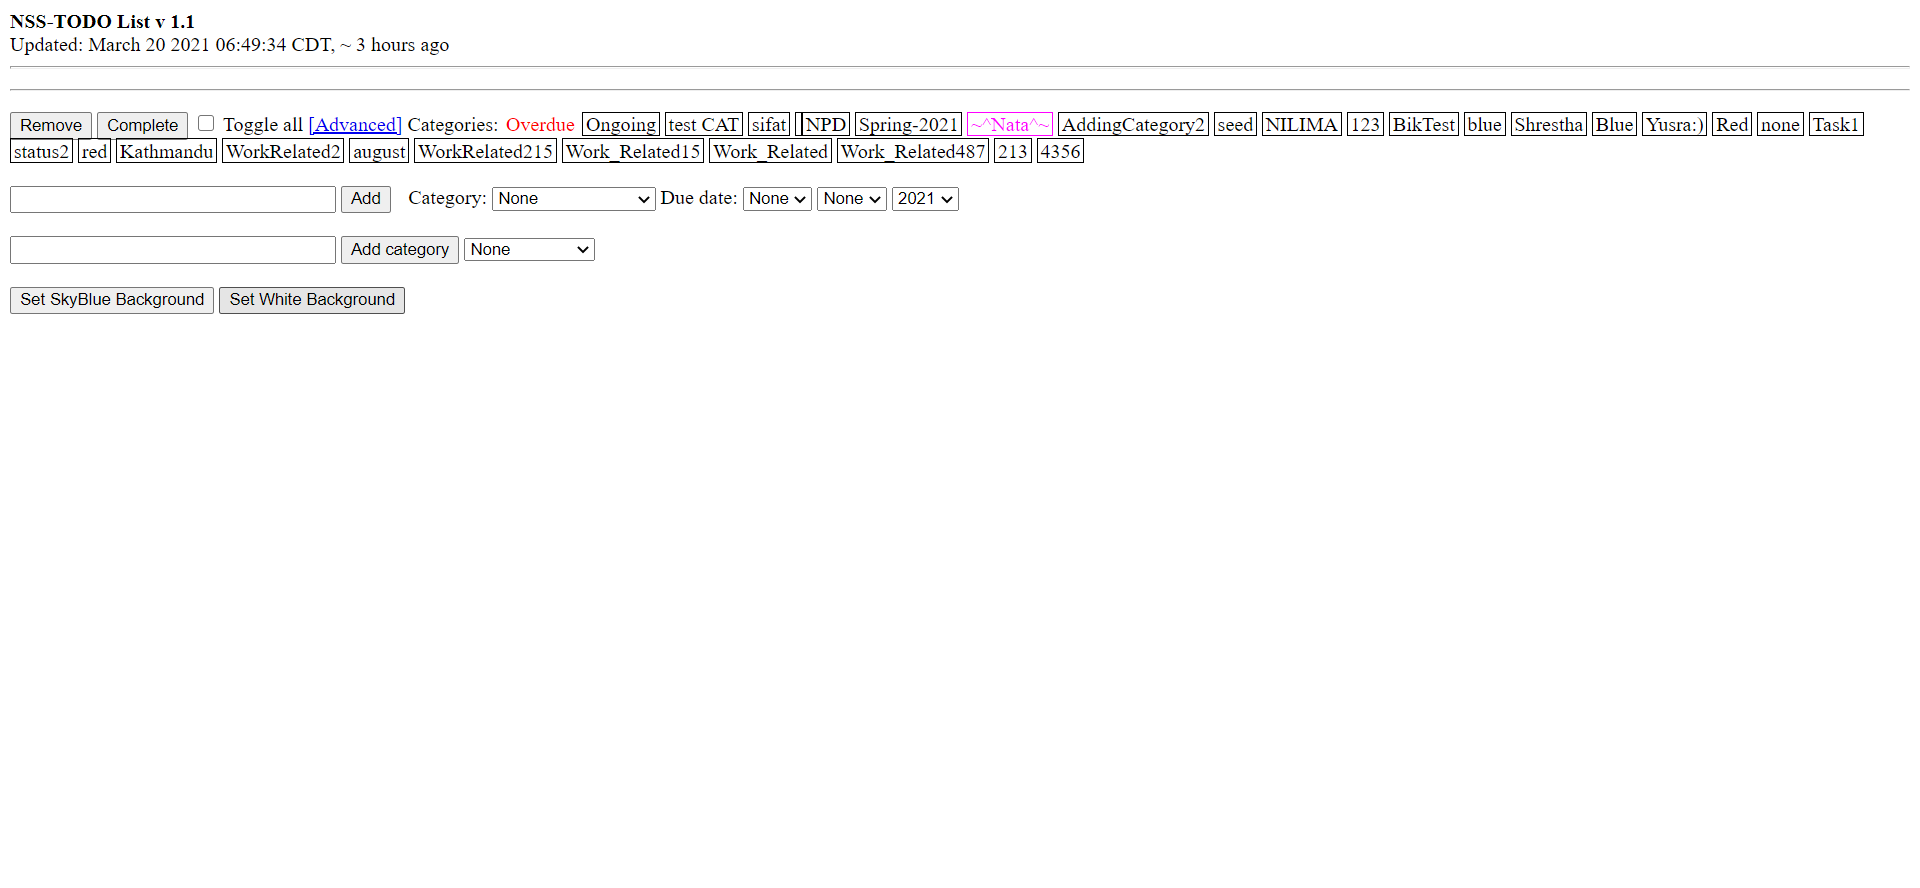 NSS-TODO List v 1.1
Updated: March 20 2021 06:49:34 CDT, ~ 3 hours ago
Remove Complete Toggle all [Advanced] Categories: Overdue Ongoing test CAT sifat NPD Spring-2021 ~^Nata^~ AddingCategory2 seed NILIMA 123 BikTest blue Shrestha Blue Yusra:) Red none Task1
status2 red Kathmandu WorkRelated2 august WorkRelated215 Work_Related15 Work_Related Work_Related487 213 4356
Add Category: None Due date: None None 2021
Add category None
Set SkyBlue Background Set White Background